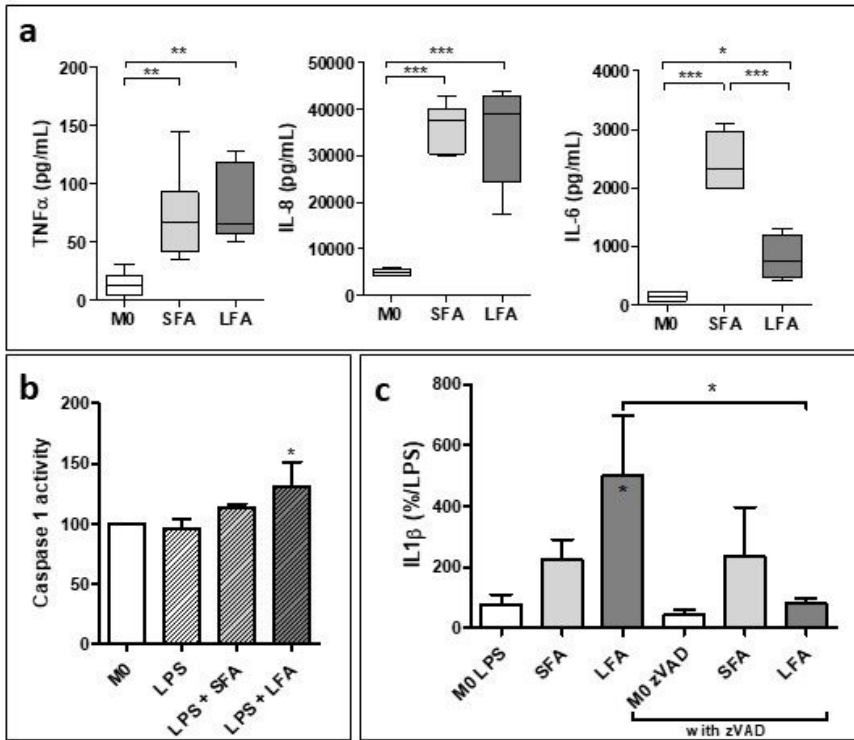 a
** 
**
TNFα (pg/mL)
200
150
100
50
0
M0 SFA LFA
***
***
IL-8 (pg/mL)
50000
40000
30000
20000
10000
0
M0 SFA LFA
*
*** ***
IL-6 (pg/mL)
4000
3000
2000
1000
0
M0 SFA LFA
b
Caspase 1 activity
200
150
100
50
0
*
M0 LPS LPS + SFA LPS + LFA
c
IL1β (%/LPS)
800
600
400
200
0
*
*
M0 LPS SFA LFA M0 zVAD SFA LFA
with zVAD